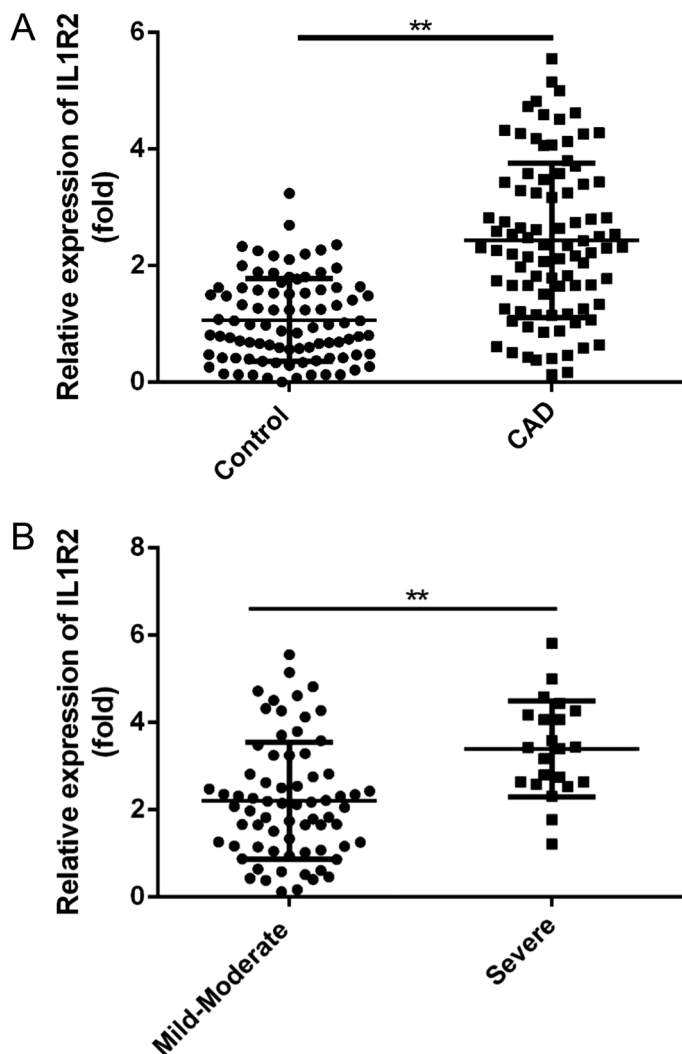 A
Relative expression of IL1R2
(fold)
6
4
2
0
**
Control
CAD
B
Relative expression of IL1R2
(fold)
8
6
4
2
0
**
Mild-Moderate
Severe